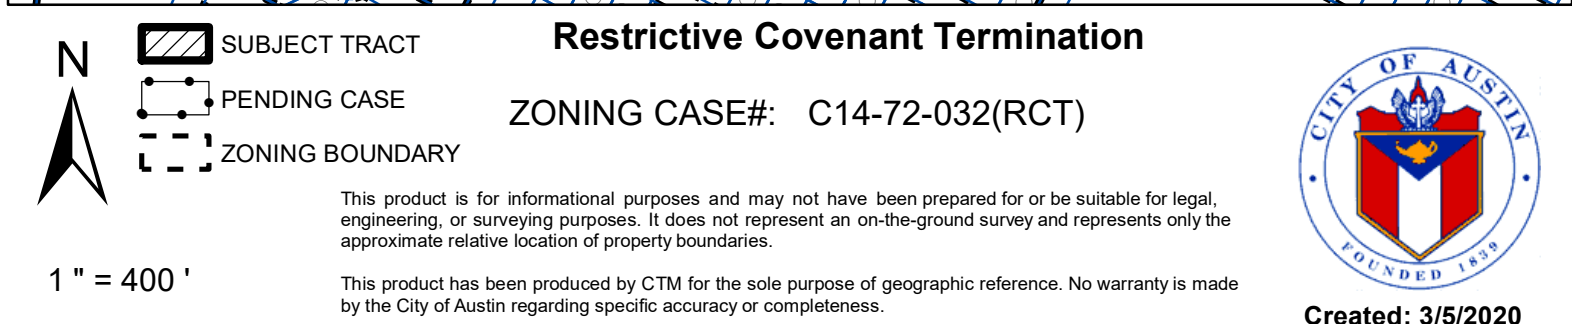 N
SUBJECT TRACT
PENDING CASE
ZONING BOUNDARY
1 " = 400 '
Restrictive Covenant Termination
ZONING CASE#: C14-72-032(RCT)
This product is for informational purposes and may not have been prepared for or be suitable for legal,
engineering, or surveying purposes. It does not represent an on-the-ground survey and represents only the
approximate relative location of property boundaries.
This product has been produced by CTM for the sole purpose of geographic reference. No warranty is made
by the City of Austin regarding specific accuracy or completeness.
CITY OF AUSTIN
FOUNDED 1839
Created: 3/5/2020